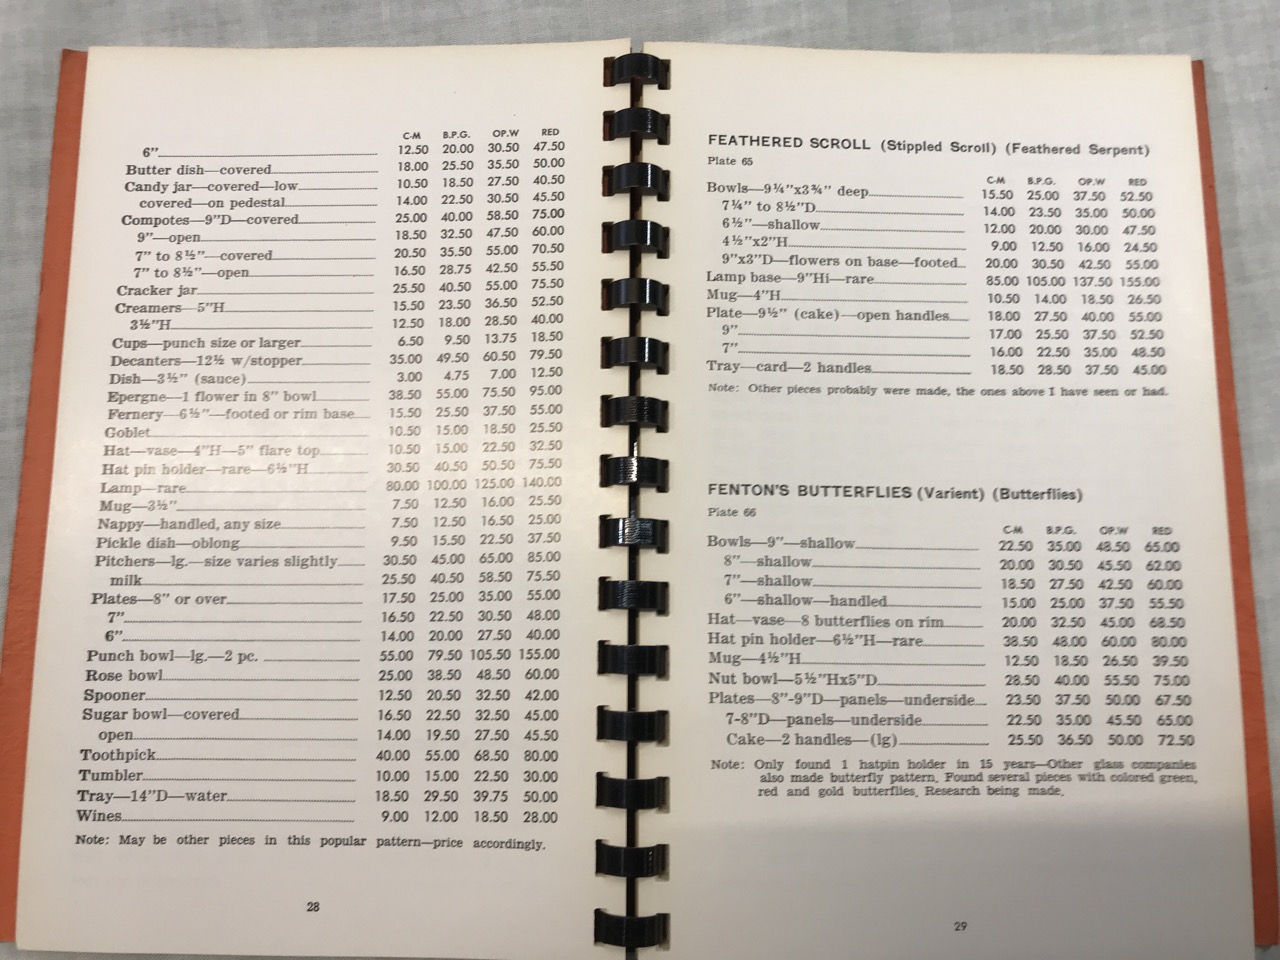 C-M B.P.G. OP.W RED
6” 12.50 20.00 30.50 47.50
Butter dish—covered 18.00 25.50 35.50 50.00
Candy jar—covered—low 10.50 18.50 27.50 40.50
covered—on pedestal 14.00 22.50 30.50 45.50
Compotes—9”D—covered 25.00 40.00 58.50 75.00
9”—open 18.50 32.50 47.50 60.00
7” to 8½”—covered 20.50 35.50 55.00 70.50
7” to 8½”—open 16.50 28.75 42.50 55.50
Cracker jar 25.50 40.50 55.00 75.50
Creamers—5”H 15.50 23.50 36.50 52.50
3½”H 12.50 18.00 28.50 40.00
Cups—punch size or larger 6.50 9.50 13.75 18.50
Decanters—12½ w/stopper 35.00 49.50 60.50 79.50
Dish—3½” (sauce) 3.00 4.75 7.00 12.50
Epergne—1 flower in 8” bowl 38.50 55.00 75.50 95.00
Fernery—6½”—footed or rim base 15.50 25.50 37.50 55.00
Goblet 10.50 15.00 18.50 25.50
Hat—vase—4”H—5” flare top 10.50 15.00 22.50 32.50
Hat pin holder—rare—6½”H 30.50 40.50 50.50 75.50
Lamp—rare 80.00 100.00 125.00 140.00
Mug—3½” 7.50 12.50 16.00 25.50
Nappy—handled, any size 7.50 12.50 16.50 25.00
Pickle dish—oblong 9.50 15.50 22.50 37.50
Pitchers—lg.—size varies slightly 30.50 45.00 65.00 85.00
milk 25.50 40.50 58.50 75.50
Plates—8” or over 17.50 25.00 35.00 55.00
7” 16.50 22.50 30.50 48.00
6” 14.00 20.00 27.50 40.00
Punch bowl—lg.—2 pc. 55.00 79.50 105.50 155.00
Rose bowl 25.00 38.50 48.50 60.00
Spooner 12.50 20.50 32.50 42.00
Sugar bowl—covered 16.50 22.50 32.50 45.00
open 14.00 19.50 27.50 45.50
Toothpick 40.00 55.00 68.50 80.00
Tumbler 10.00 15.00 22.50 30.00
Tray—14”D—water 18.50 29.50 39.75 50.00
Wines 9.00 12.00 18.50 28.00
Note: May be other pieces in this popular pattern—price accordingly.
28
FEATHERED SCROLL (Stippled Scroll) (Feathered Serpent)
Plate 65
C-M B.P.G. OP.W RED
Bowls—9¼”x3¾” deep 15.50 25.00 37.50 52.50
7¼” to 8½”D 14.00 23.50 35.00 50.00
6½”—shallow 12.00 20.00 30.00 47.50
4½”x2”H 9.00 12.50 16.00 24.50
9”x3”D—flowers on base—footed 20.00 30.50 42.50 55.00
Lamp base—9”Hi—rare 85.00 105.00 137.50 155.00
Mug—4”H 10.50 14.00 18.50 26.50
Plate—9½” (cake)—open handles 18.00 27.50 40.00 55.00
9” 17.00 25.50 37.50 52.50
7” 16.00 22.50 35.00 48.50
Tray—card—2 handles 18.50 28.50 37.50 45.00
Note: Other pieces probably were made, the ones above I have seen or had.
FENTON'S BUTTERFLIES (Varient) (Butterflies)
Plate 66
C-M B.P.G. OP.W RED
Bowls—9”—shallow 22.50 35.00 48.50 65.00
8”—shallow 20.00 30.50 45.50 62.00
7”—shallow 18.50 27.50 42.50 60.00
6”—shallow—handled 15.00 25.00 37.50 55.50
Hat—vase—8 butterflies on rim 20.00 32.50 45.00 68.50
Hat pin holder—6½”H—rare 38.50 48.00 60.00 80.00
Mug—4½”H 12.50 18.50 26.50 39.50
Nut bowl—5½”Hx5”D 28.50 40.00 55.50 75.00
Plates—8”-9”D—panels—underside 23.50 37.50 50.00 67.50
7-8”D—panels—underside 22.50 35.00 45.50 65.00
Cake—2 handles—(lg) 25.50 36.50 50.00 72.50
Note: Only found 1 hatpin holder in 15 years—Other glass companies
also made butterfly pattern. Found several pieces with colored green,
red and gold butterflies. Research being made.
29